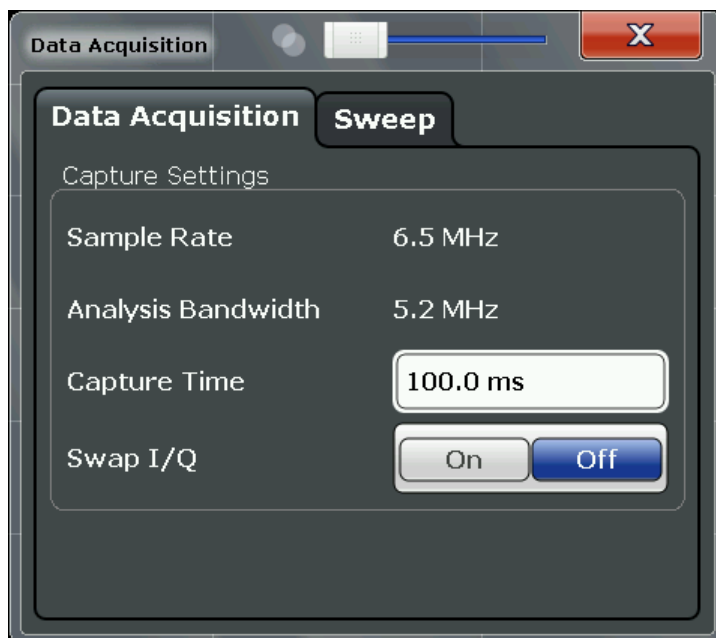 Data Acquisition
X
Data Acquisition Sweep
Capture Settings
Sample Rate 6.5 MHz
Analysis Bandwidth 5.2 MHz
Capture Time 100.0 ms
Swap I/Q On Off